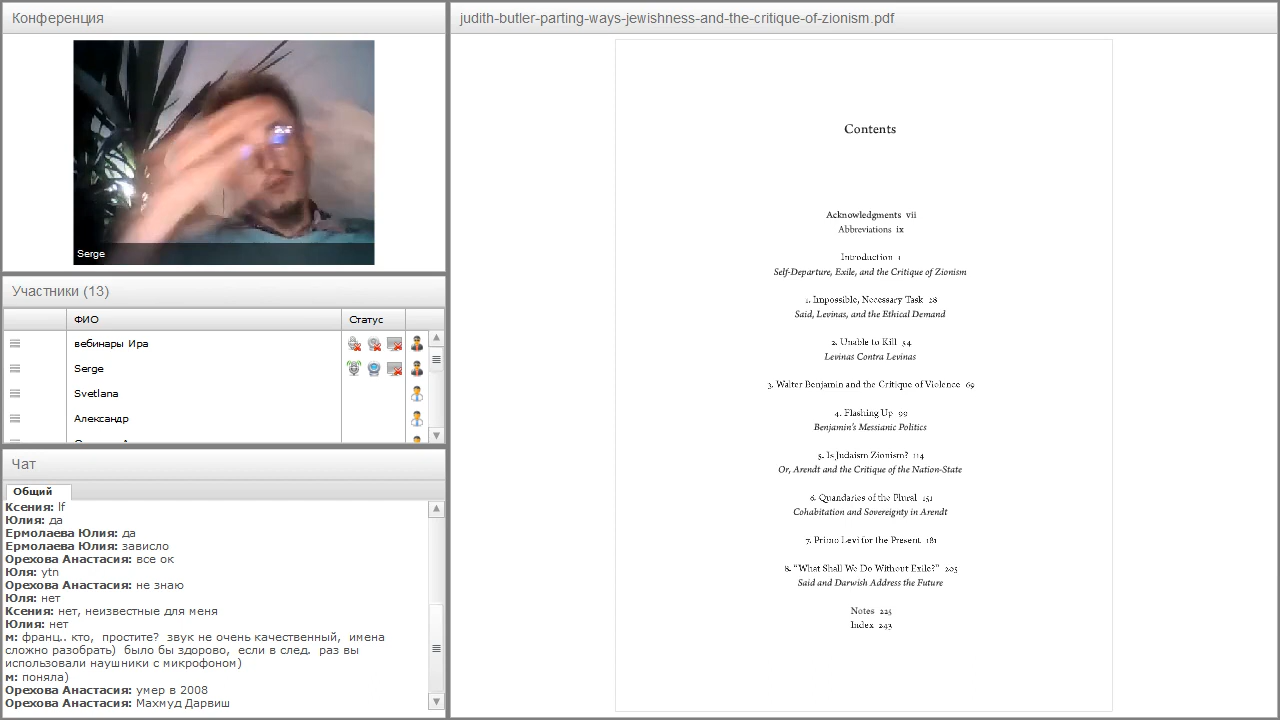 Конференция
Serge
Участники (13)
ФИО Статус
вебинары Ира
Serge
Svetlana
Александр
Чат
Общий
Ксения: lf
Юлия: да
Ермолаева Юлия: да
Ермолаева Юлия: зависло
Орехова Анастасия: все ок
Юля: ytn
Орехова Анастасия: не знаю
Юля: нет
Ксения: нет, неизвестные для меня
Юлия: нет
м: франц.. кто, простите? звук не очень качественный, имена
сложно разобрать) было бы здорово, если в след. раз вы
использовали наушники с микрофоном)
м: поняла)
Орехова Анастасия: умер в 2008
Орехова Анастасия: Махмуд Дарвиш
judith-butler-parting-ways-jewishness-and-the-critique-of-zionism.pdf
Contents
Acknowledgments vii
Abbreviations ix
Introduction 1
Self-Departure, Exile, and the Critique of Zionism
1. Impossible, Necessary Task 28
Said, Levinas, and the Ethical Demand
2. Unable to Kill 54
Levinas Contra Levinas
3. Walter Benjamin and the Critique of Violence 69
4. Flashing Up 99
Benjamin's Messianic Politics
5. Is Judaism Zionism? 114
Or, Arendt and the Critique of the Nation-State
6. Quandaries of the Plural 151
Cohabitation and Sovereignty in Arendt
7. Primo Levi for the Present 181
8. “What Shall We Do Without Exile?” 205
Said and Darwish Address the Future
Notes 225
Index 243